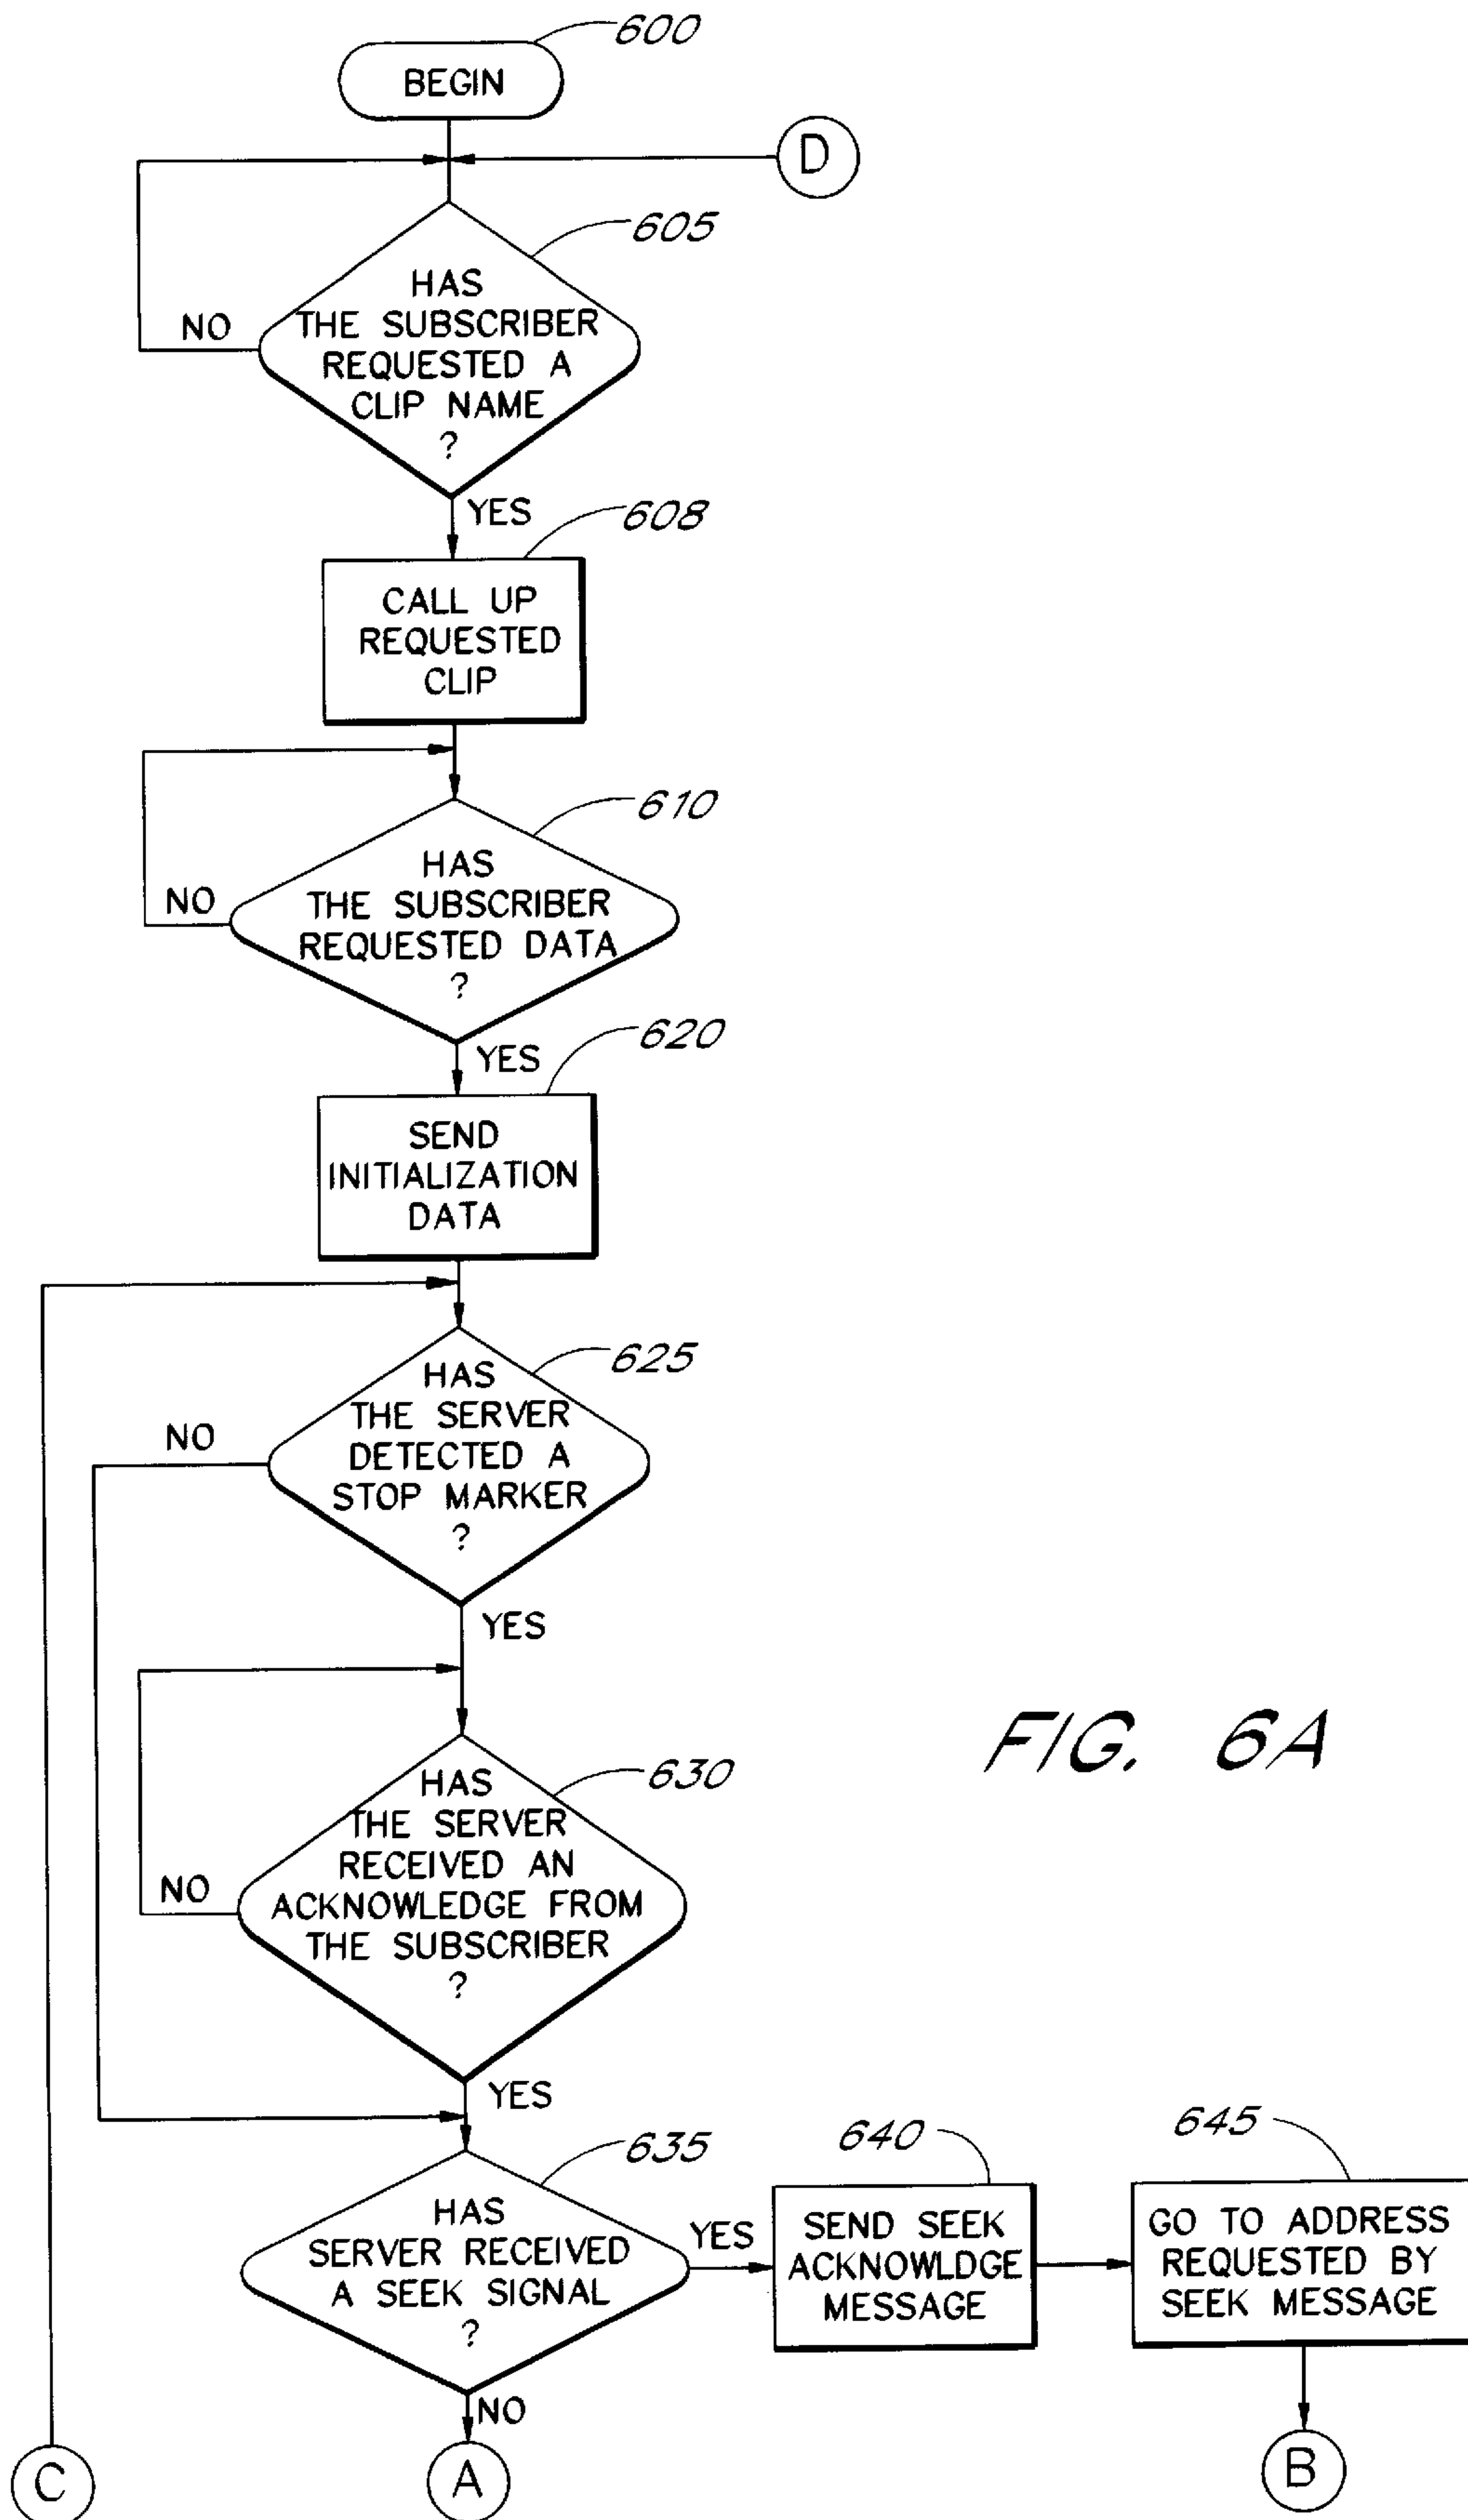 600
BEGIN
D
605
HAS
THE SUBSCRIBER
REQUESTED A
CLIP NAME
?
NO
YES
608
CALL UP
REQUESTED
CLIP
610
HAS
THE SUBSCRIBER
REQUESTED DATA
?
NO
YES
620
SEND
INITIALIZATION
DATA
625
HAS
THE SERVER
DETECTED A
STOP MARKER
?
NO
YES
630
HAS
THE SERVER
RECEIVED AN
ACKNOWLEDGE FROM
THE SUBSCRIBER
?
NO
YES
FIG. 6A
635
HAS
SERVER RECEIVED
A SEEK SIGNAL
?
YES
NO
640
SEND SEEK
ACKNOWLDGE
MESSAGE
645
GO TO ADDRESS
REQUESTED BY
SEEK MESSAGE
C
A
B